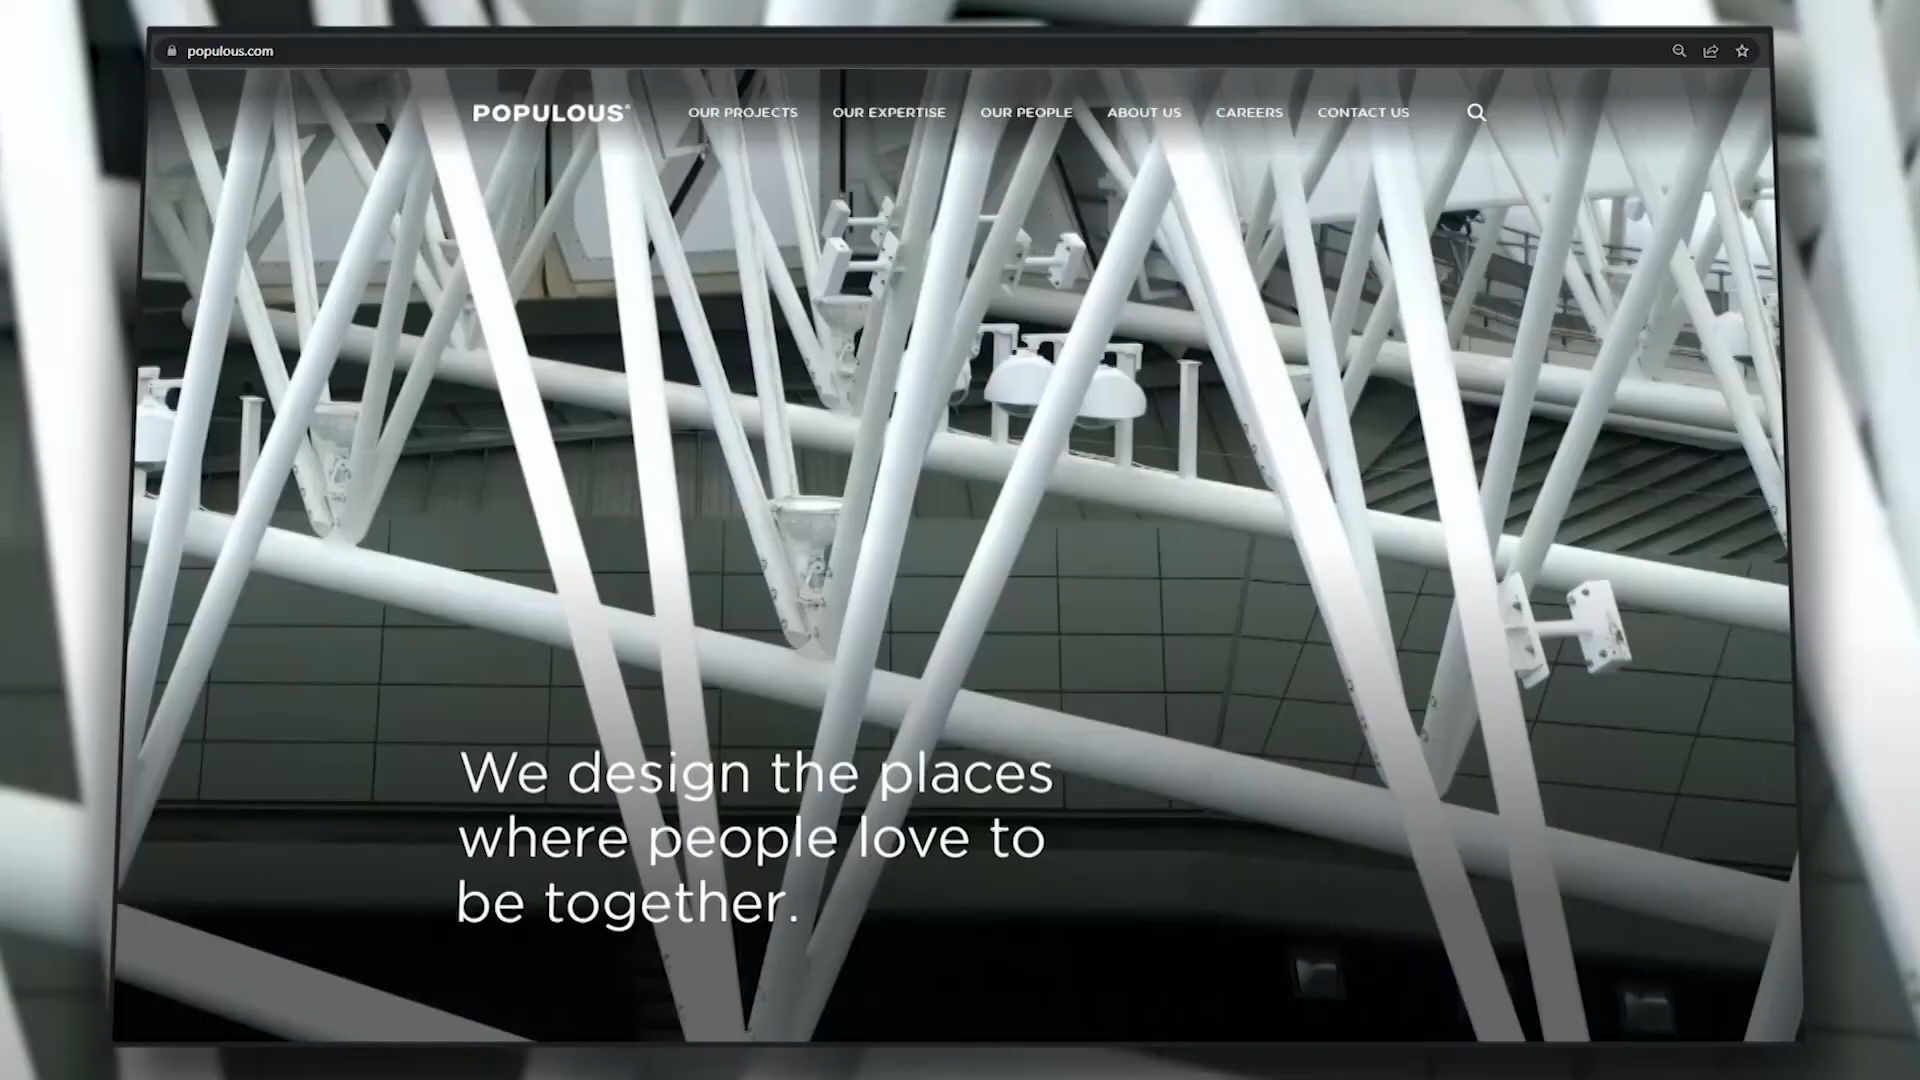 populous.com
POPULOUS®
OUR PROJECTS
OUR EXPERTISE
OUR PEOPLE
ABOUT US
CAREERS
CONTACT US
We design the places
where people love to
be together.